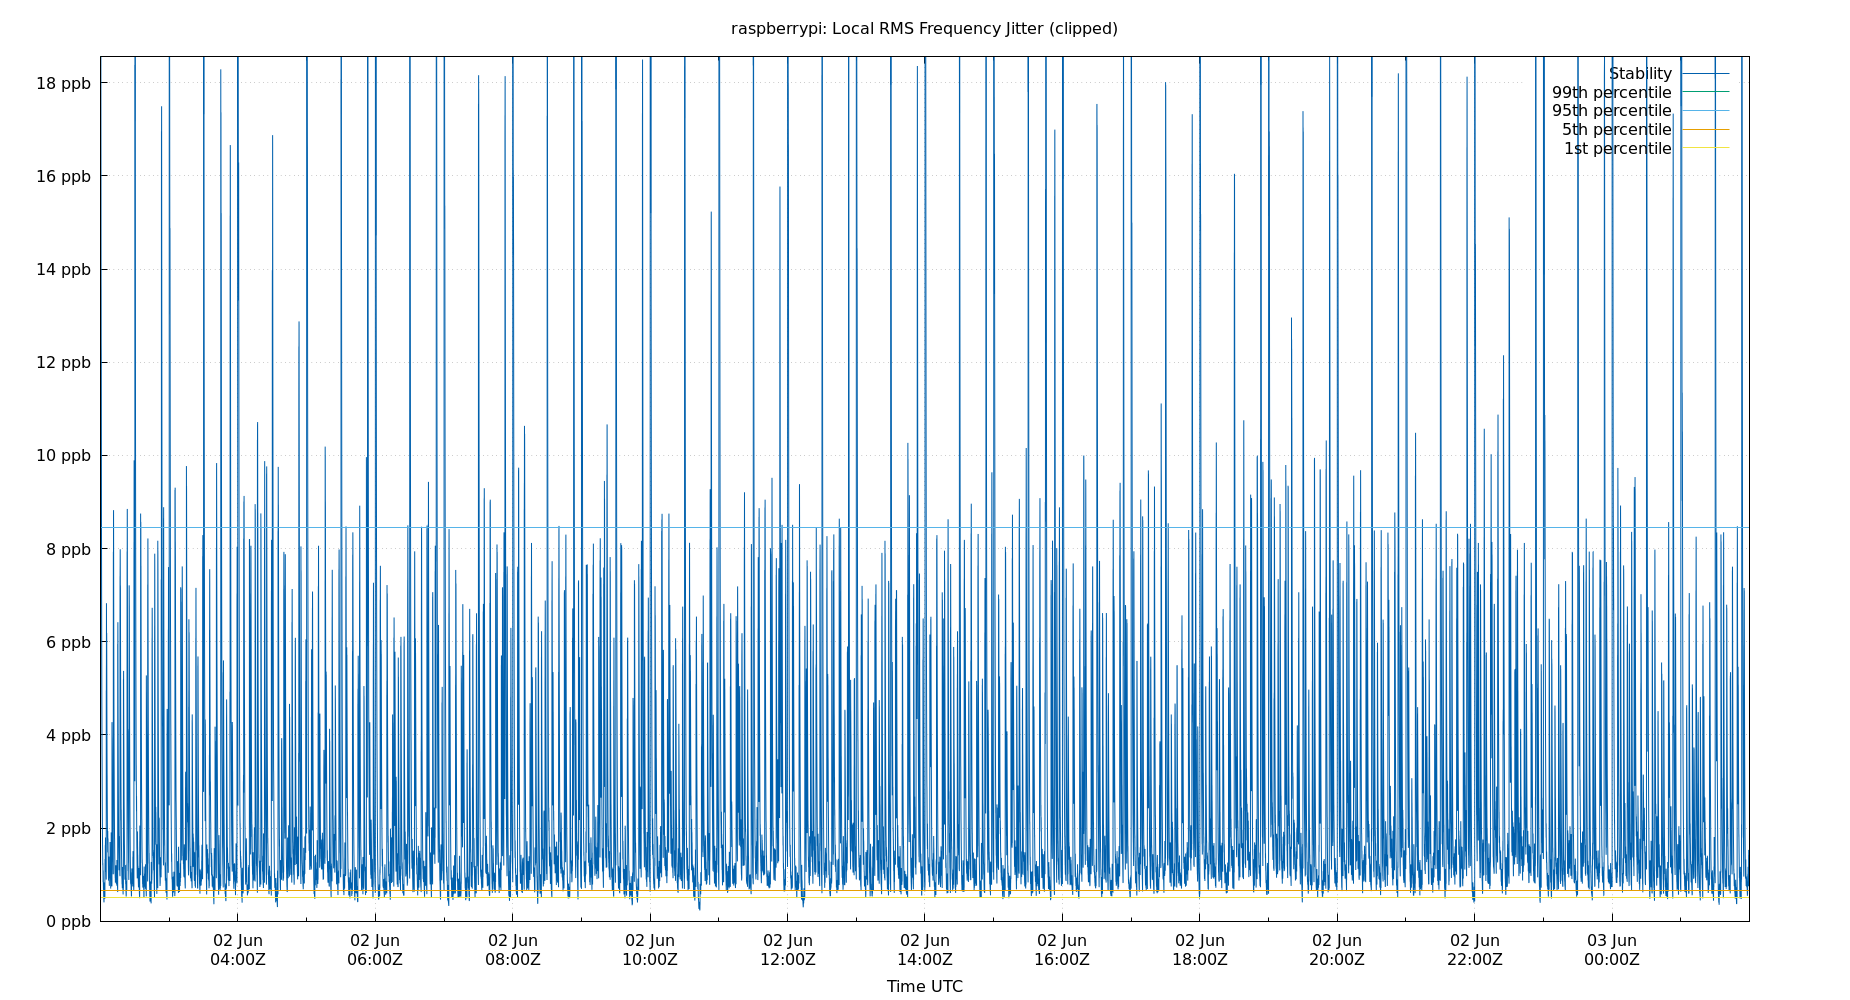 raspberrypi: Local RMS Frequency Jitter (clipped)
18 ppb
16 ppb
14 ppb
12 ppb
10 ppb
8 ppb
6 ppb
4 ppb
2 ppb
0 ppb
Stability
99th percentile
95th percentile
5th percentile
1st percentile
02 Jun
04:00Z
02 Jun
06:00Z
02 Jun
08:00Z
02 Jun
10:00Z
02 Jun
12:00Z
02 Jun
14:00Z
02 Jun
16:00Z
02 Jun
18:00Z
02 Jun
20:00Z
02 Jun
22:00Z
03 Jun
00:00Z
Time UTC